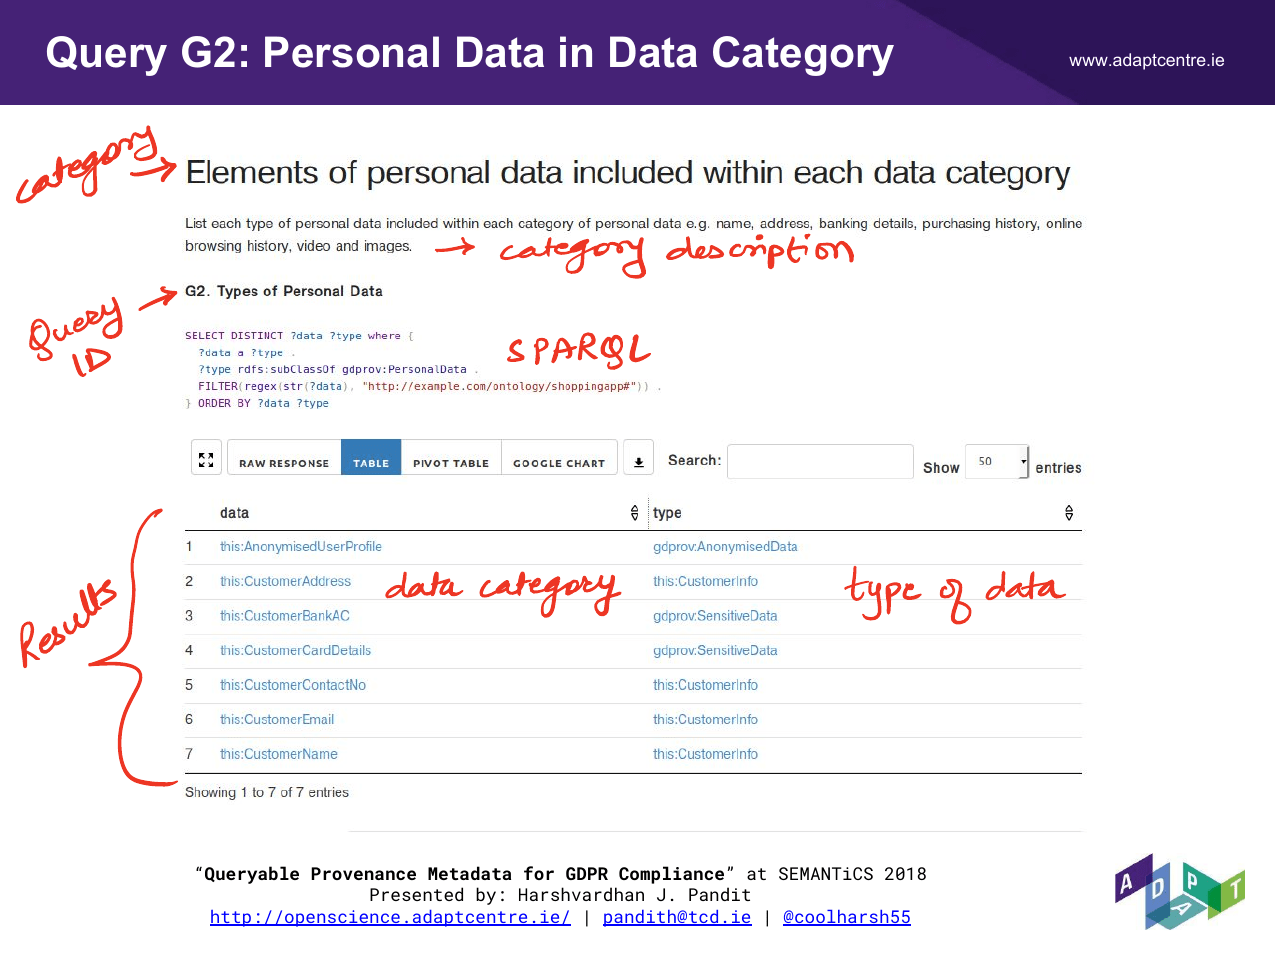 Query G2: Personal Data in Data Category
www.adaptcentre.ie
category
Elements of personal data included within each data category
List each type of personal data included within each category of personal data e.g. name, address, banking details, purchasing history, online
browsing history, video and images.
category description
G2. Types of Personal Data
Query
ID
SELECT DISTINCT ?data ?type where {
?data a ?type .
?type rdfs:subClassOf gdprov:PersonalData .
FILTER(regex(str(?data), "http://example.com/ontology/shoppingapp#")) .
} ORDER BY ?data ?type
SPARQL
RAW RESPONSE TABLE PIVOT TABLE GOOGLE CHART Search: Show 50 entries
data type
1 this:AnonymisedUserProfile gdprov:AnonymisedData
2 this:CustomerAddress this:CustomerInfo
data category type of data
3 this:CustomerBankAC gdprov:SensitiveData
4 this:CustomerCardDetails gdprov:SensitiveData
5 this:CustomerContactNo this:CustomerInfo
6 this:CustomerEmail this:CustomerInfo
7 this:CustomerName this:CustomerInfo
Results
Showing 1 to 7 of 7 entries
“Queryable Provenance Metadata for GDPR Compliance” at SEMANTiCS 2018
Presented by: Harshvardhan J. Pandit
http://openscience.adaptcentre.ie/ | pandith@tcd.ie | @coolharsh55
ADAPT